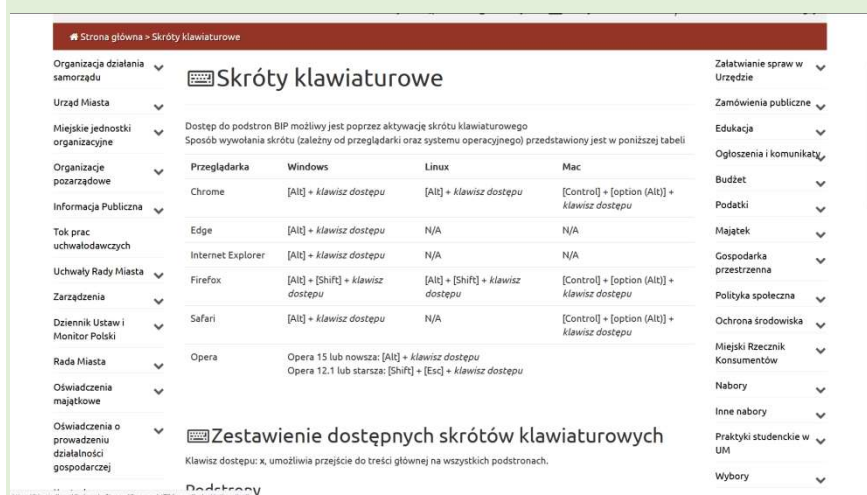 Strona główna > Skróty klawiaturowe
Organizacja działania
samorządu
Urząd Miasta
Miejskie jednostki
organizacyjne
Organizacje
pozarządowe
Informacja Publiczna
Tok prac
uchwałodawczych
Uchwały Rady Miasta
Zarządzenia
Dziennik Ustaw i
Monitor Polski
Rada Miasta
Oświadczenia
majątkowe
Oświadczenia o
prowadzeniu
działalności
gospodarczej
Skróty klawiaturowe
Dostęp do podstron BIP możliwy jest poprzez aktywację skrótu klawiaturowego
Sposób wywołania skrótu (zależny od przeglądarki oraz systemu operacyjnego) przedstawiony jest w poniższej tabeli
Przeglądarka Windows Linux Mac
Chrome [Alt] + klawisz dostępu [Alt] + klawisz dostępu [Control] + [option (Alt)] +
klawisz dostępu
Edge [Alt] + klawisz dostępu N/A N/A
Internet Explorer [Alt] + klawisz dostępu N/A N/A
Firefox [Alt] + [Shift] + klawisz [Alt] + [Shift] + klawisz [Control] + [option (Alt)] +
dostępu dostępu klawisz dostępu
Safari [Alt] + klawisz dostępu N/A [Control] + [option (Alt)] +
klawisz dostępu
Opera Opera 15 lub nowsza: [Alt] + klawisz dostępu
Opera 12.1 lub starsza: [Shift] + [Esc] + klawisz dostępu
Zestawienie dostępnych skrótów klawiaturowych
Klawisz dostępu: x, umożliwia przejście do treści głównej na wszystkich podstronach.
Podstrony
Załatwianie spraw w
Urzędzie
Zamówienia publiczne
Edukacja
Ogłoszenia i komunikaty
Budżet
Podatki
Majątek
Gospodarka
przestrzenna
Polityka społeczna
Ochrona środowiska
Miejski Rzecznik
Konsumentów
Nabory
Inne nabory
Praktyki studenckie w
UM
Wybory